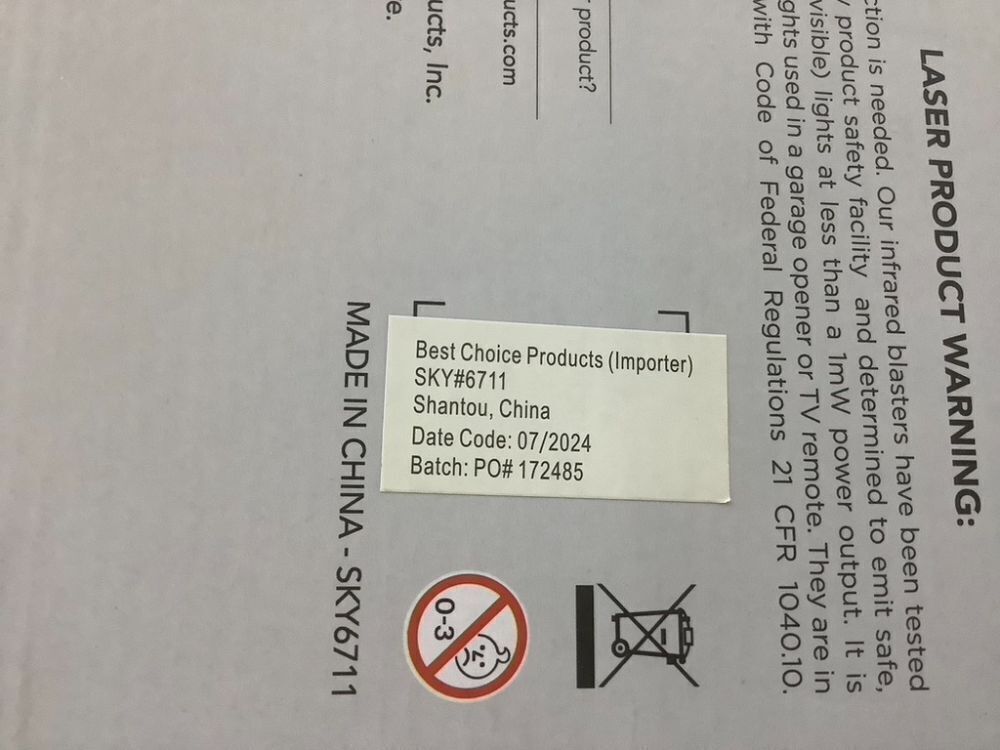 LASER PRODUCT WARNING:
ction is needed. Our infrared blasters have been tested
product safety facility and determined to emit safe,
visible) lights at less than a 1mW power output. It is
ghts used in a garage opener or TV remote. They are in
with Code of Federal Regulations 21 CFR 1040.10.
product?
ucts.com
ucts, Inc.
e.
Best Choice Products (Importer)
SKY#6711
Shantou, China
Date Code: 07/2024
Batch: PO# 172485
MADE IN CHINA - SKY6711
0-3